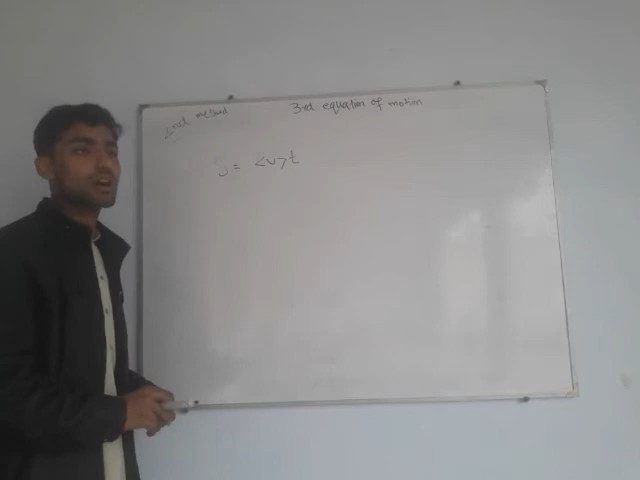 2nd method
3rd equation of motion
S = <v>t